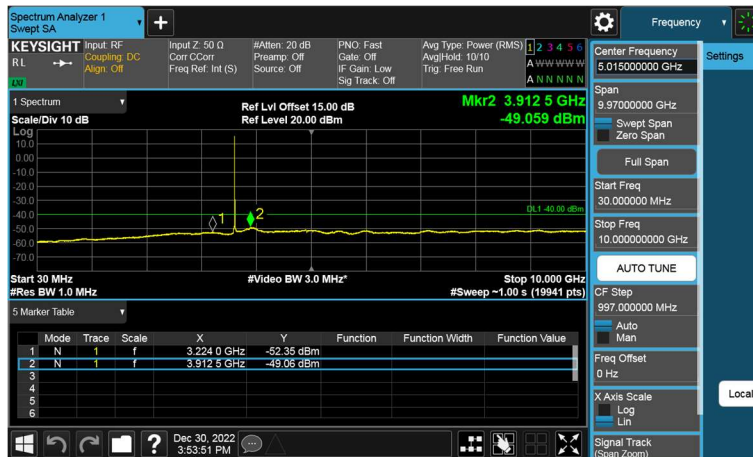 Spectrum Analyzer 1
Swept SA
+
Frequency
KEYSIGHT
RL
LXI
Input: RF
Coupling: DC
Align: Off
Input Z: 50 Ω
Corr CCorr
Freq Ref: Int (S)
#Atten: 20 dB
Preamp: Off
Source: Off
PNO: Fast
Gate: Off
IF Gain: Low
Sig Track: Off
Avg Type: Power (RMS)
Avg|Hold: 10/10
Trig: Free Run
1 2 3 4 5 6
A W W W W W
A N N N N N
1 Spectrum
Scale/Div 10 dB
Ref Lvl Offset 15.00 dB
Ref Level 20.00 dBm
Mkr2 3.912 5 GHz
-49.059 dBm
Log
10.0
0.00
-10.0
-20.0
-30.0
-40.0
-50.0
-60.0
-70.0
1
2
DL1 -40.00 dBm
Start 30 MHz
#Res BW 1.0 MHz
#Video BW 3.0 MHz*
Stop 10.000 GHz
#Sweep ~1.00 s (19941 pts)
5 Marker Table
Mode Trace Scale X Y Function Function Width Function Value
1 N 1 f 3.224 0 GHz -52.35 dBm
2 N 1 f 3.912 5 GHz -49.06 dBm
3
4
5
6
? Dec 30, 2022
3:53:51 PM
Center Frequency
5.015000000 GHz
Settings
Span
9.97000000 GHz
Swept Span
Zero Span
Full Span
Start Freq
30.000000 MHz
Stop Freq
10.000000000 GHz
AUTO TUNE
CF Step
997.000000 MHz
Auto
Man
Freq Offset
0 Hz
X Axis Scale
Log
Lin
Local
Signal Track
(Span Zoom)